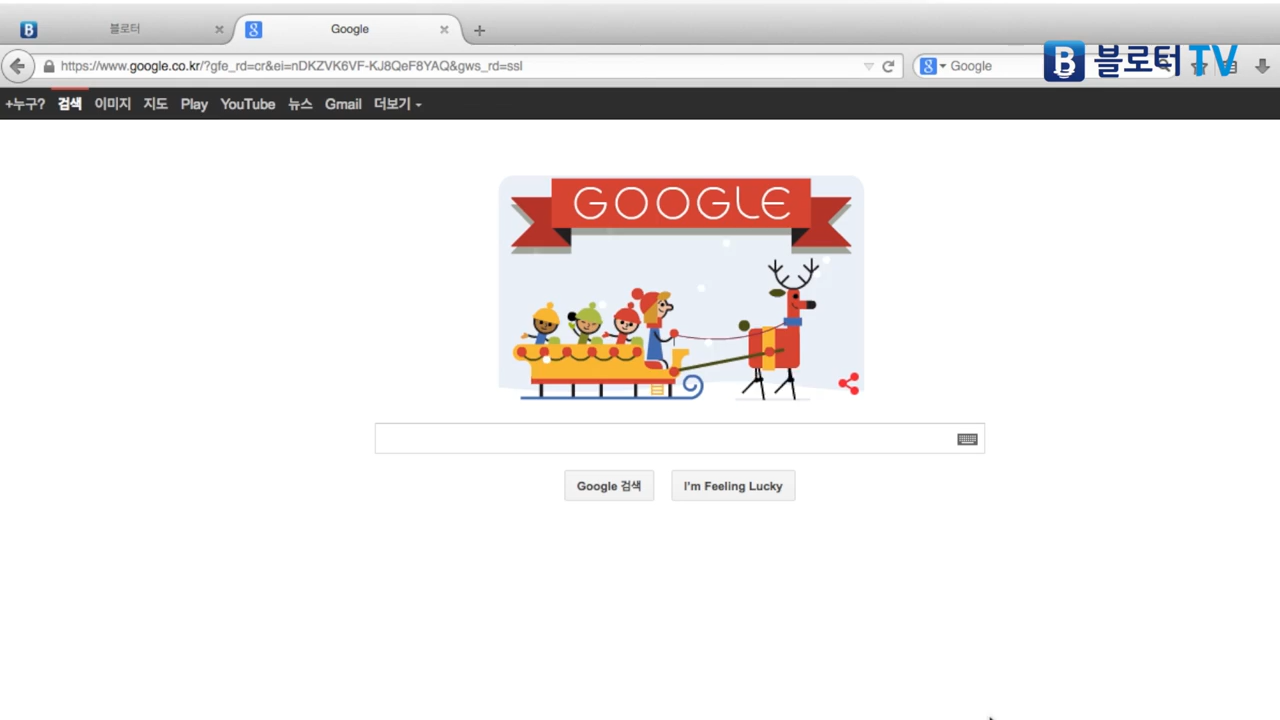 블로터
Google
https://www.google.co.kr/?gfe_rd=cr&ei=nDKZVK6VF-KJ8QeF8YAQ&gws_rd=ssl
Google
블로터 TV
+누구? 검색 이미지 지도 Play YouTube 뉴스 Gmail 더보기
GOOGLE
Google 검색
I'm Feeling Lucky